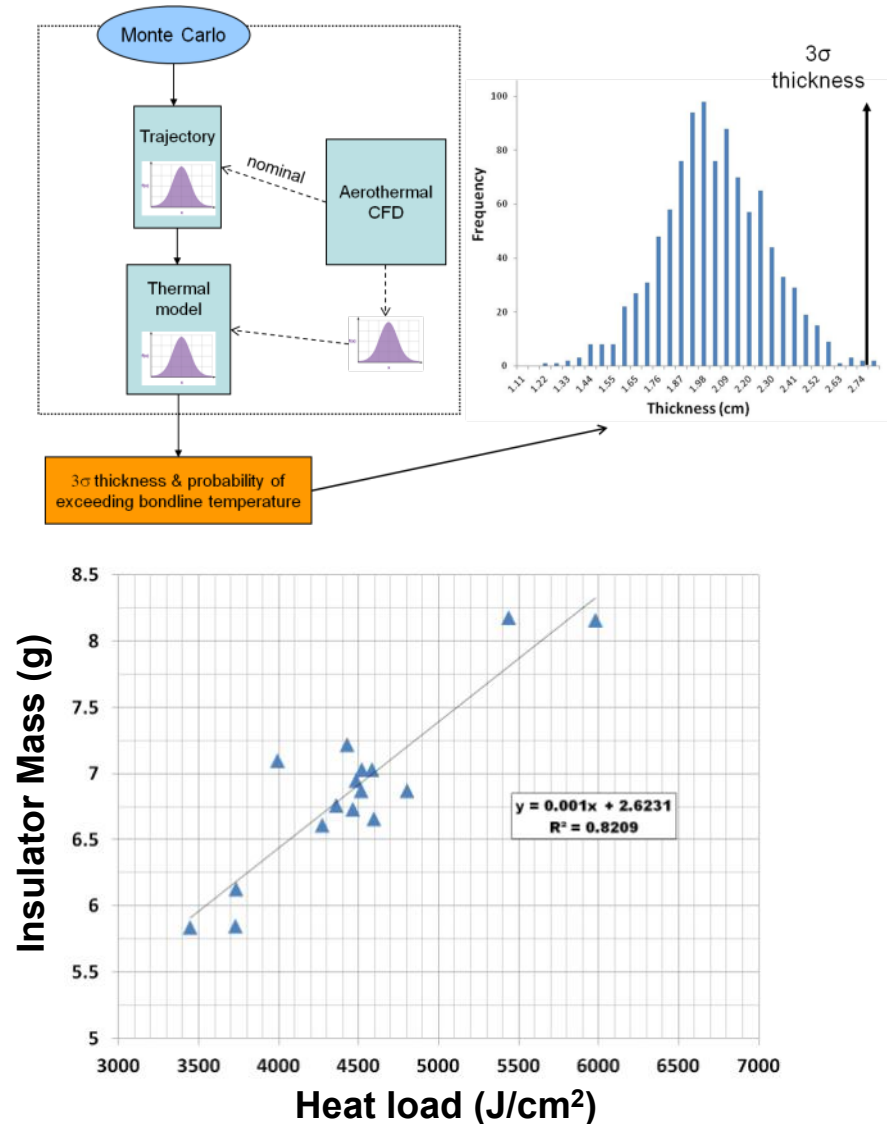 Monte Carlo
Trajectory
nominal
Aerothermal
CFD
Thermal
model
3σ thickness & probability of
exceeding bondline temperature
3σ
thickness
Frequency
100
80
60
40
20
0
1.11
1.22
1.33
1.44
1.55
1.65
1.76
1.87
1.98
2.09
2.20
2.30
2.41
2.52
2.63
2.74
Thickness (cm)
Insulator Mass (g)
8.5
8
7.5
7
6.5
6
5.5
5
y = 0.001x + 2.6231
R² = 0.8209
3000
3500
4000
4500
5000
5500
6000
6500
7000
Heat load (J/cm²)